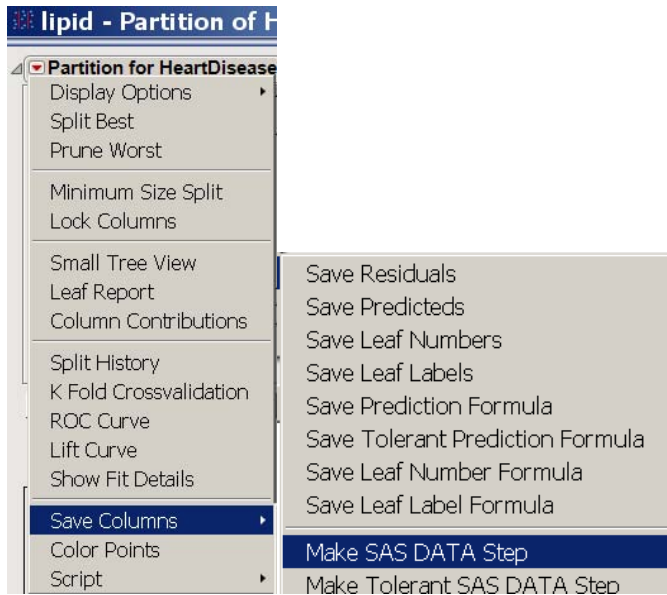 lipid - Partition of H
Partition for HeartDisease
Display Options
Split Best
Prune Worst
Minimum Size Split
Lock Columns
Small Tree View
Leaf Report
Column Contributions
Split History
K Fold Crossvalidation
ROC Curve
Lift Curve
Show Fit Details
Save Columns
Color Points
Script
Save Residuals
Save Predicteds
Save Leaf Numbers
Save Leaf Labels
Save Prediction Formula
Save Tolerant Prediction Formula
Save Leaf Number Formula
Save Leaf Label Formula
Make SAS DATA Step
Make Tolerant SAS DATA Step